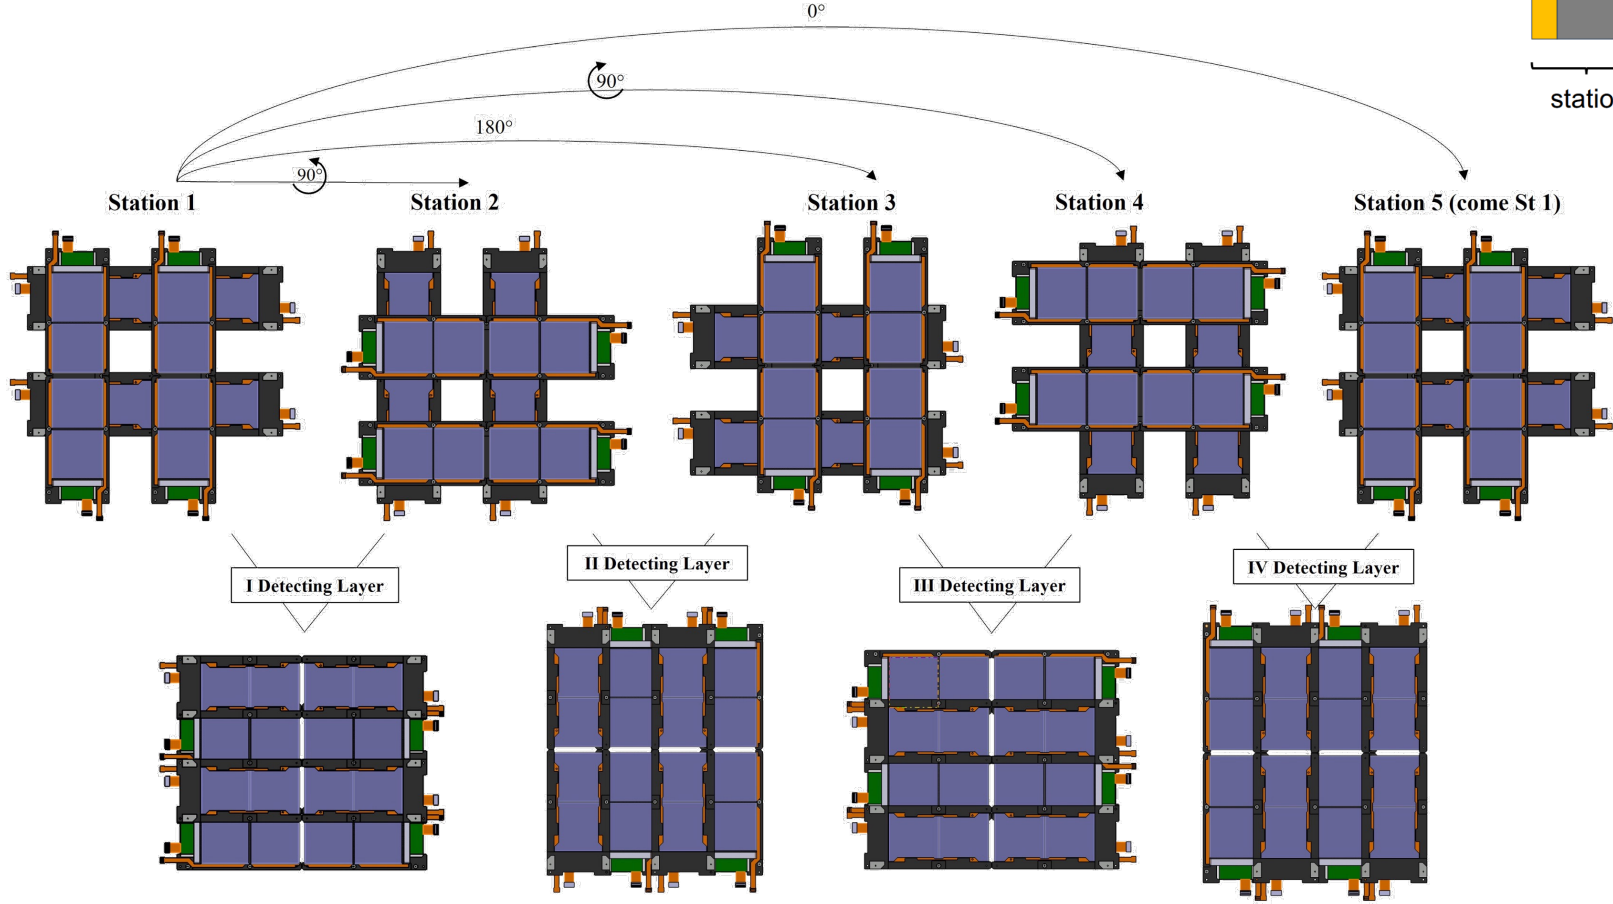 0°
90°
180°
90°
statio
Station 1
Station 2
Station 3
Station 4
Station 5 (come St 1)
I Detecting Layer
II Detecting Layer
III Detecting Layer
IV Detecting Layer